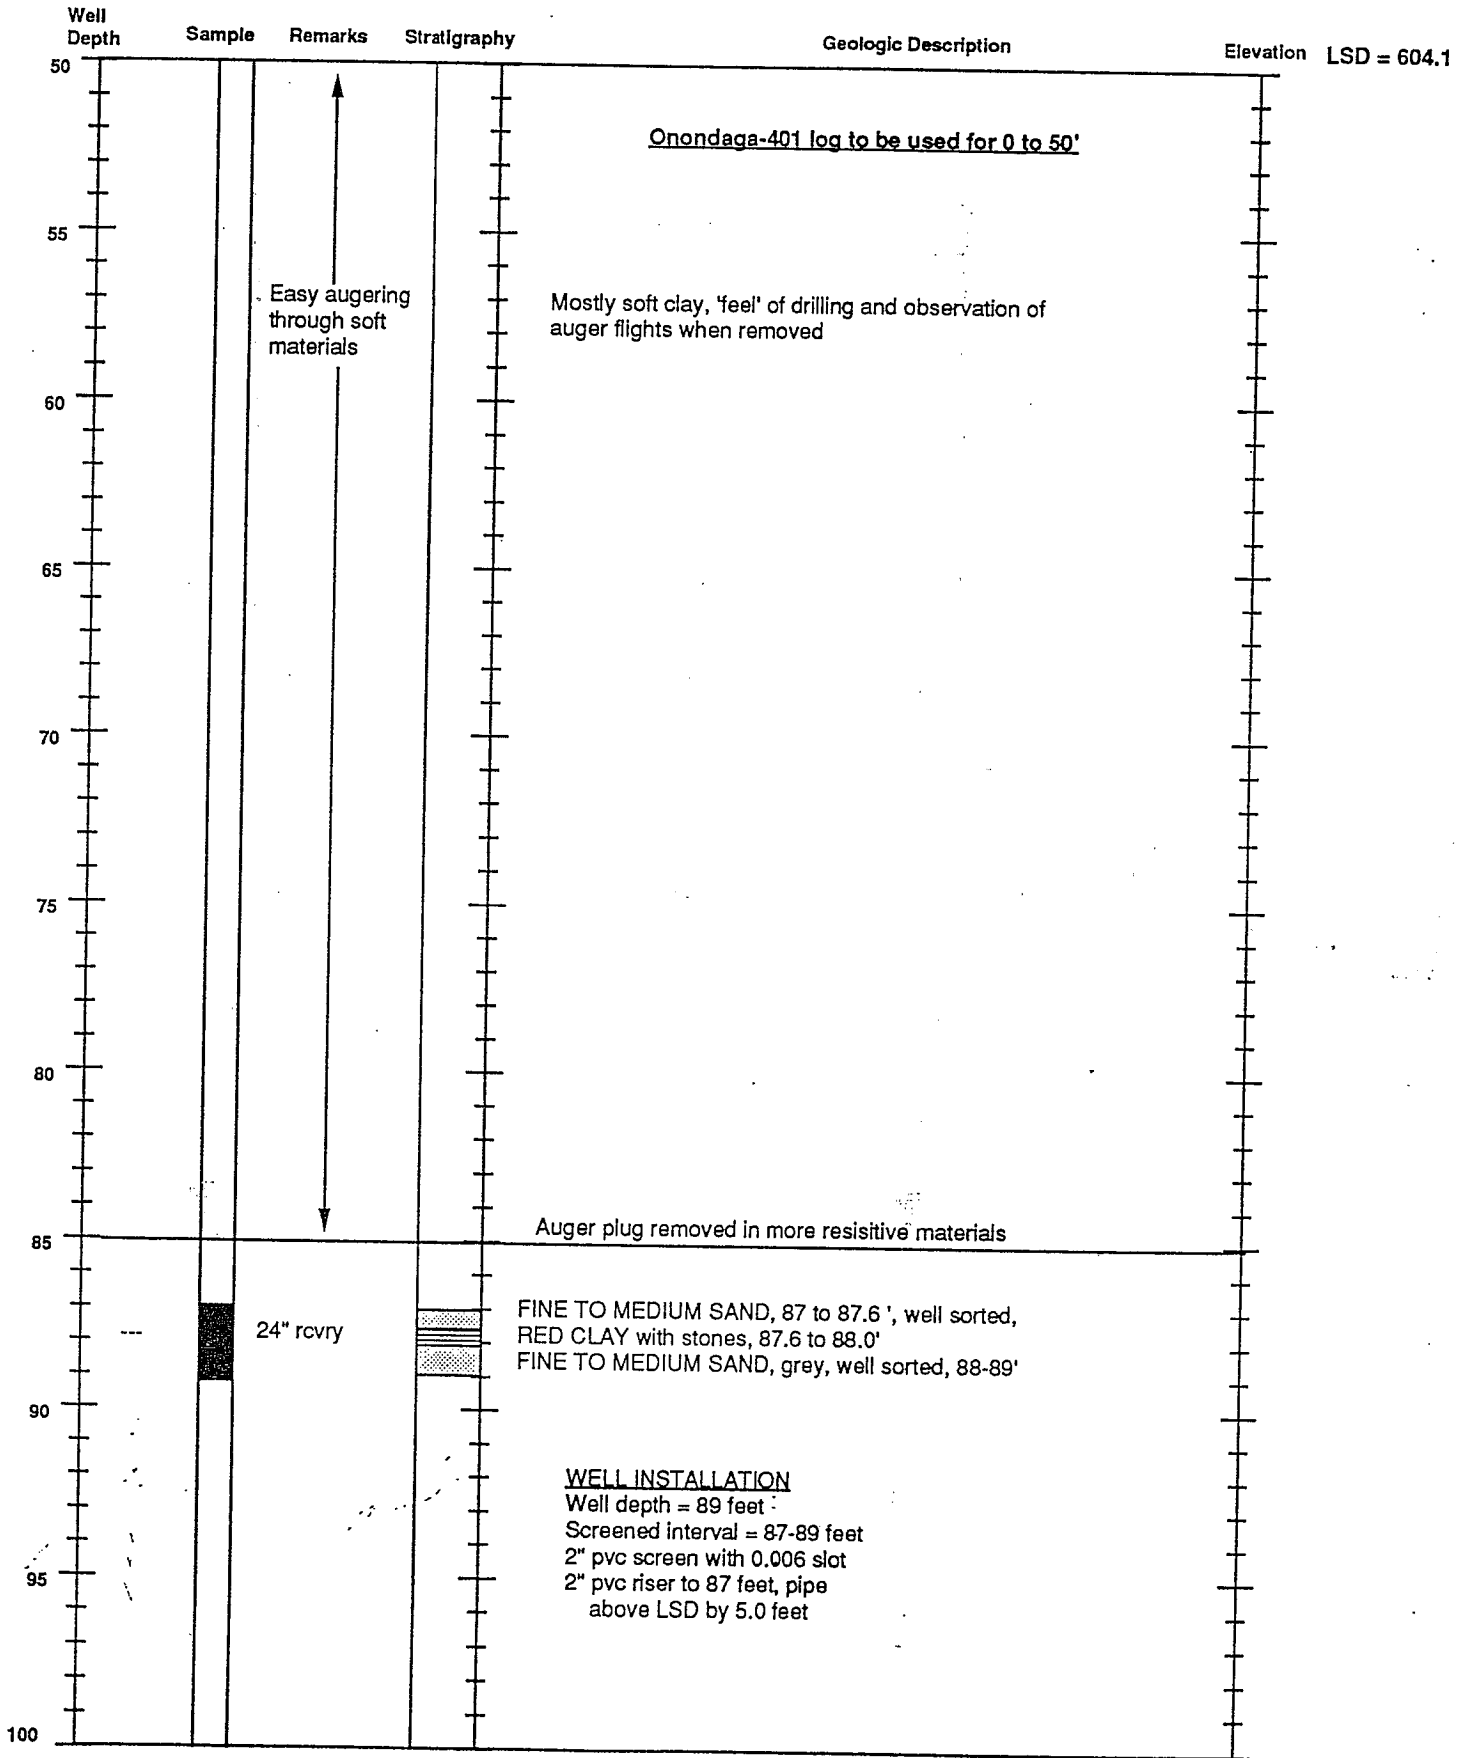 Well
Depth Sample Remarks Stratigraphy Geologic Description Elevation LSD = 604.1
50
Onondaga-401 log to be used for 0 to 50'
55
Easy augering
through soft
materials
Mostly soft clay, 'feel' of drilling and observation of
auger flights when removed
60
65
70
75
80
Auger plug removed in more resisitive materials
85
24" rcvry
FINE TO MEDIUM SAND, 87 to 87.6 ', well sorted,
RED CLAY with stones, 87.6 to 88.0'
FINE TO MEDIUM SAND, grey, well sorted, 88-89'
90
WELL INSTALLATION
Well depth = 89 feet
Screened interval = 87-89 feet
2" pvc screen with 0.006 slot
2" pvc riser to 87 feet, pipe
above LSD by 5.0 feet
95
100